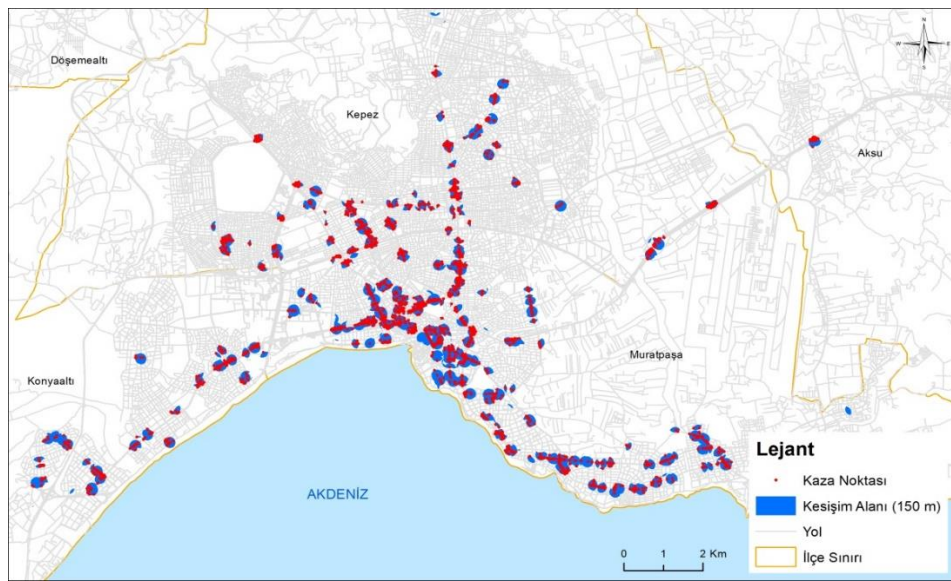 Döşemealtı
Kepez
Aksu
Konyaaltı
Muratpaşa
AKDENİZ
N
W
E
S
0 1 2 Km
Lejant
Kaza Noktası
Kesişim Alanı (150 m)
Yol
İlçe Sınırı